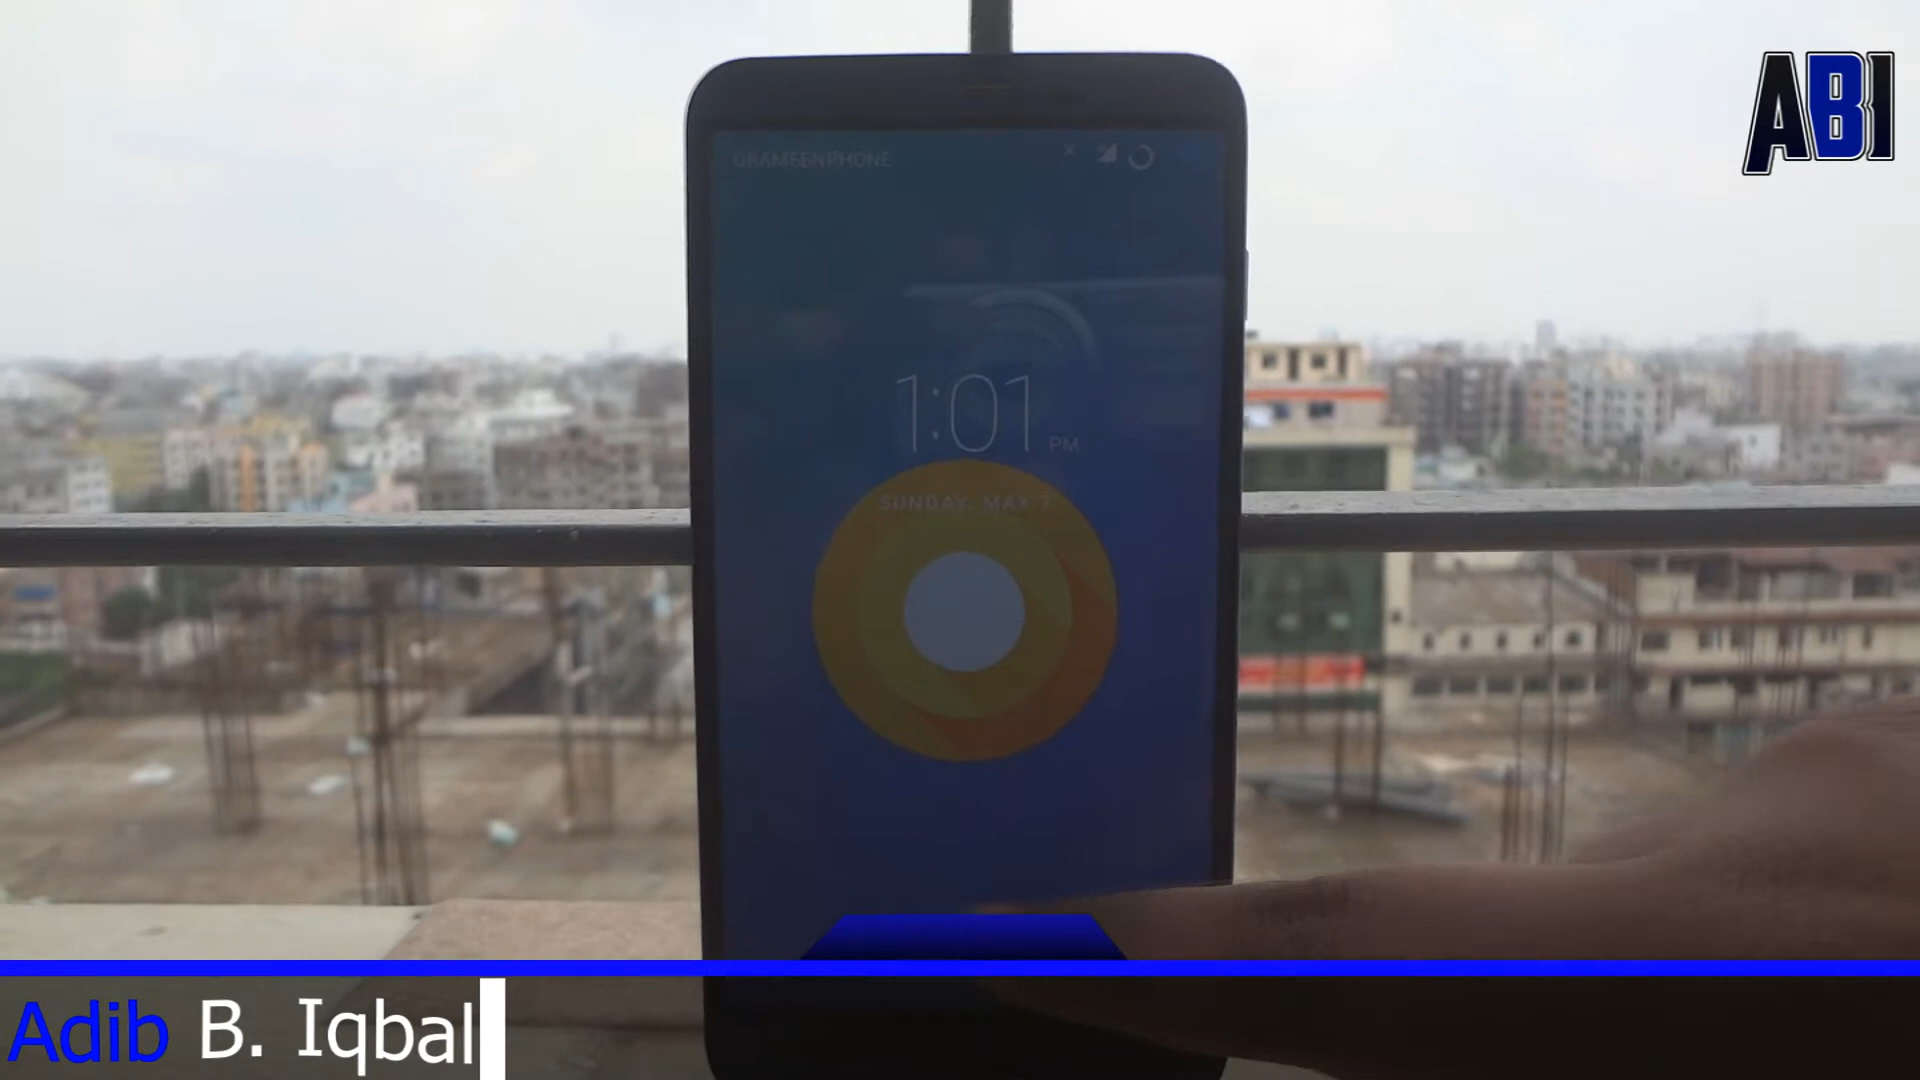 ABI
GRAMEENPHONE
1:01 PM
SUNDAY, MAY 7
Adib B. Iqbal